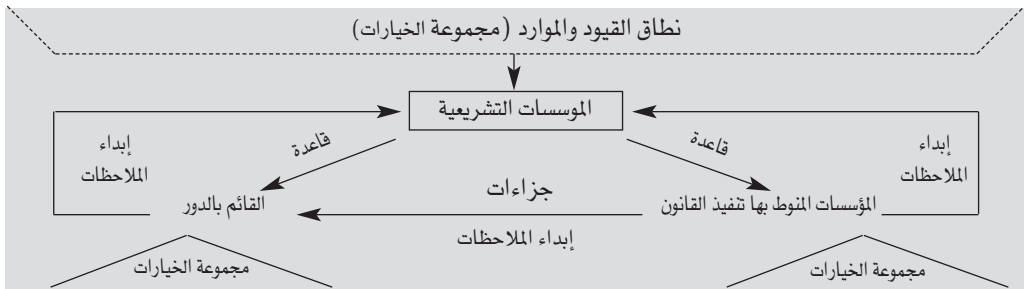 نطاق القيود والموارد (مجموعة الخيارات)
الموسسات التشريعية
قاعدة
قاعدة
إبداء
الملاحظات
إبداء
الملاحظات
المؤسسات المنوط بها تنفيذ القانون
جزاءات
القائم بالدور
إبداء الملاحظات
مجموعة الخيارات
مجموعة الخيارات